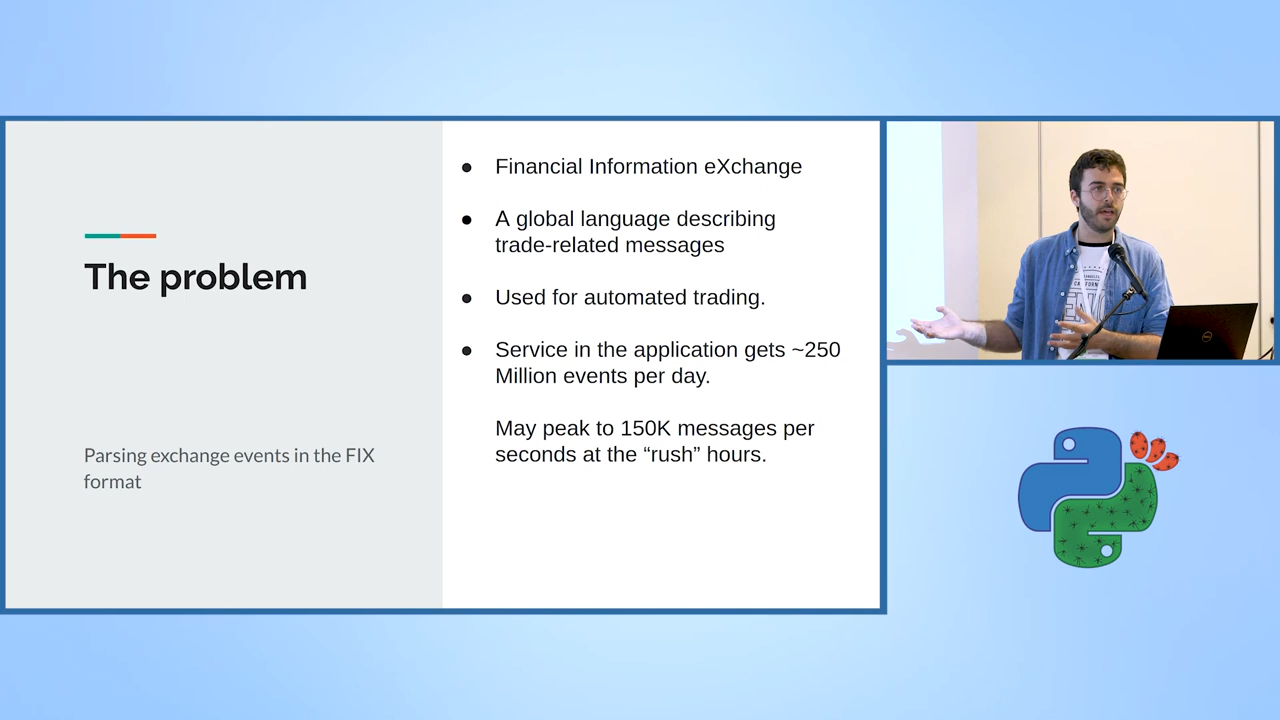 The problem
Parsing exchange events in the FIX
format
● Financial Information eXchange
● A global language describing
trade-related messages
● Used for automated trading.
● Service in the application gets ~250
Million events per day.
May peak to 150K messages per
seconds at the “rush” hours.